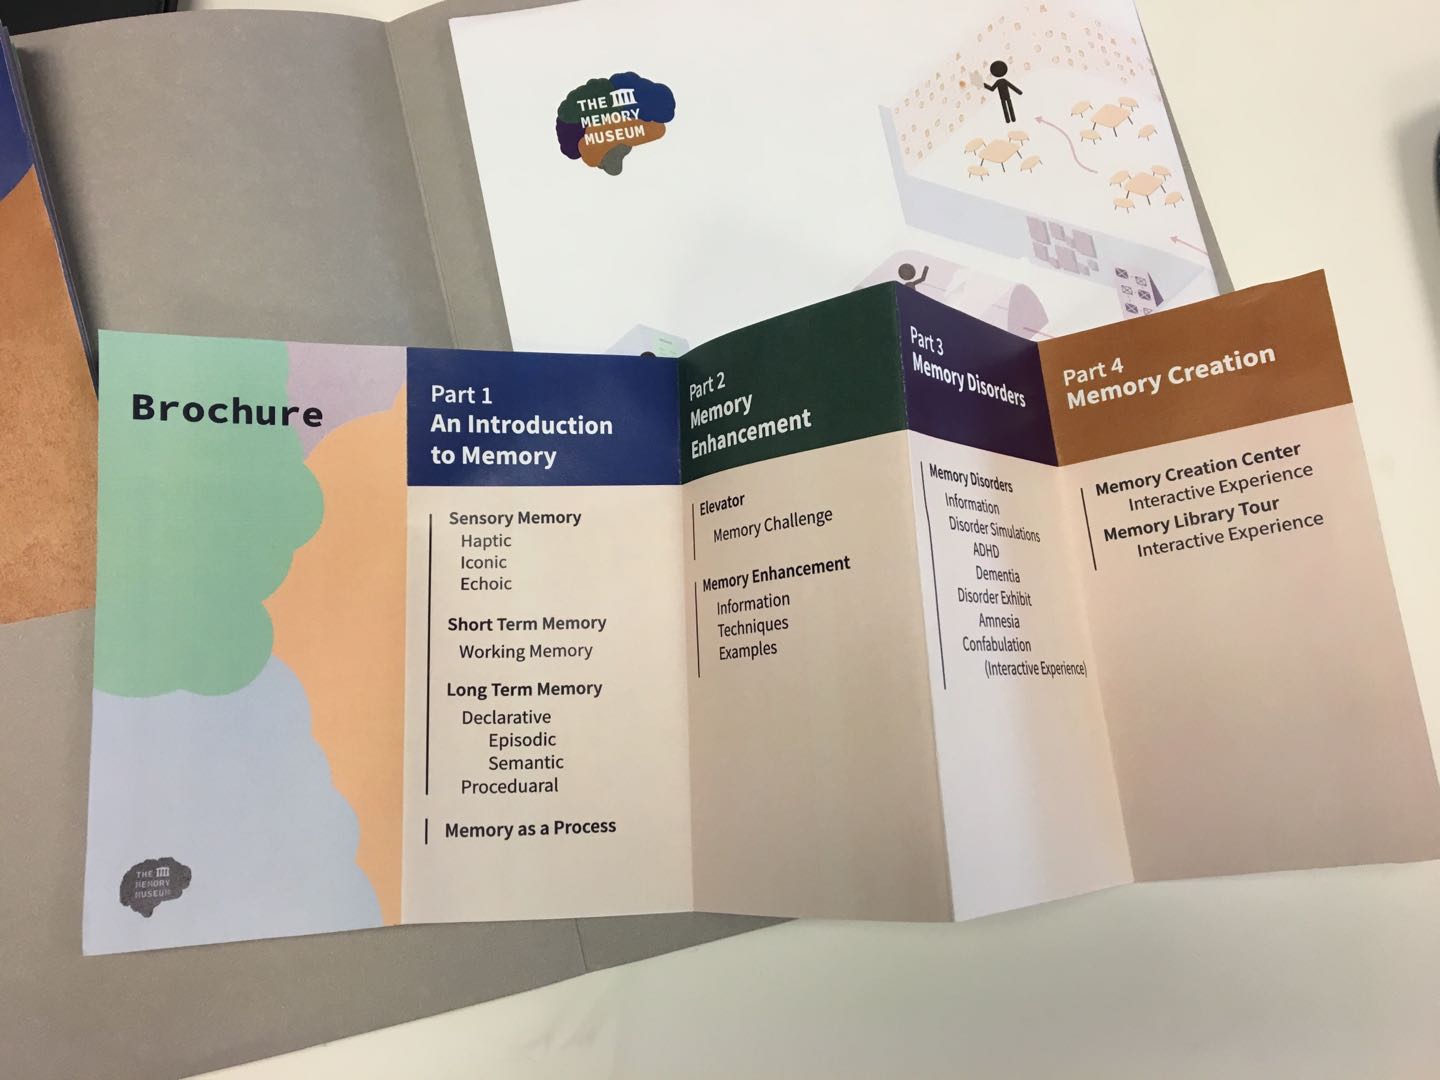 THE
MEMORY
MUSEUM
Brochure
THE
MEMORY
MUSEUM
Part 1
An Introduction
to Memory
Sensory Memory
Haptic
Iconic
Echoic
Short Term Memory
Working Memory
Long Term Memory
Declarative
Episodic
Semantic
Proceduaral
Memory as a Process
Part 2
Memory
Enhancement
Elevator
Memory Challenge
Memory Enhancement
Information
Techniques
Examples
Part 3
Memory Disorders
Memory Disorders
Information
Disorder Simulations
ADHD
Dementia
Disorder Exhibit
Amnesia
Confabulation
(Interactive Experience)
Part 4
Memory Creation
Memory Creation Center
Interactive Experience
Memory Library Tour
Interactive Experience